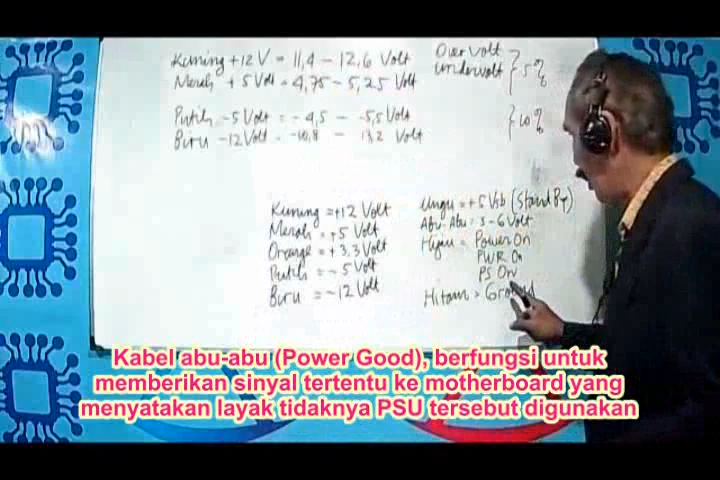 Kuning +12 V = 11,4 - 12,6 Volt
Merah +5 Volt = 4,75 - 5,25 Volt
Over Volt
Undervolt } 5%
Putih -5 Volt = -4,5 - -5,5 Volt
Biru -12 Volt = -10,8 - 13,2 Volt
} 10%
Kuning = +12 Volt
Merah = +5 Volt
Orange = +3,3 Volt
Putih = -5 Volt
Biru = -12 Volt
Ungu = +5 Vsb (Stand By)
Abu-Abu = 3-6 Volt
Hijau = Power On
PWR On
PS On
Hitam = Ground
Kabel abu-abu (Power Good), berfungsi untuk
memberikan sinyal tertentu ke motherboard yang
menyatakan layak tidaknya PSU tersebut digunakan